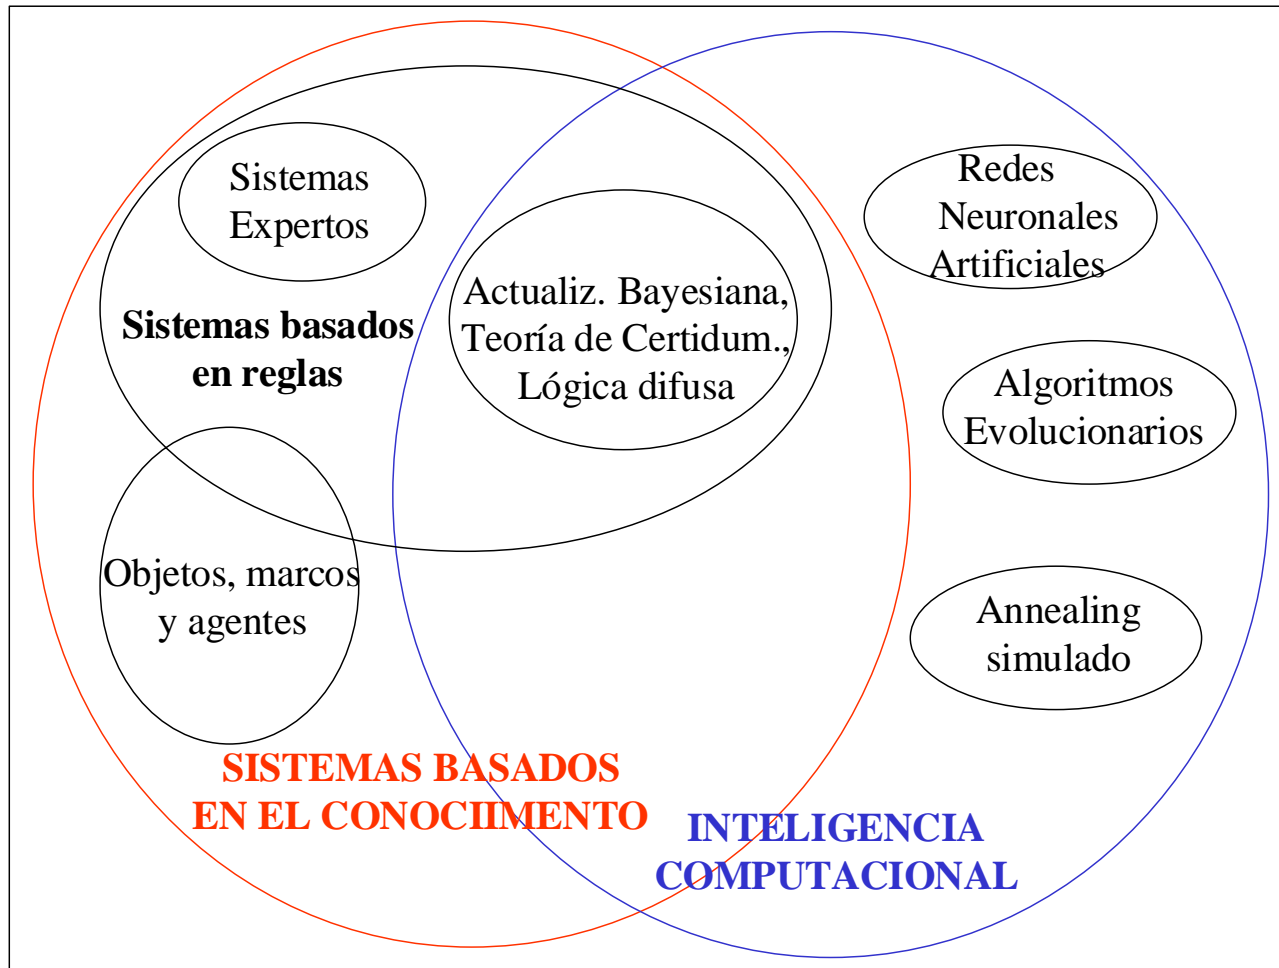 Sistemas
Expertos
Redes
Neuronales
Artificiales
Actualiz. Bayesiana,
Teoría de Certidum.,
Lógica difusa
Sistemas basados
en reglas
Algoritmos
Evolucionarios
Objetos, marcos
y agentes
Annealing
simulado
SISTEMAS BASADOS
EN EL CONOCIIMENTO
INTELIGENCIA
COMPUTACIONAL